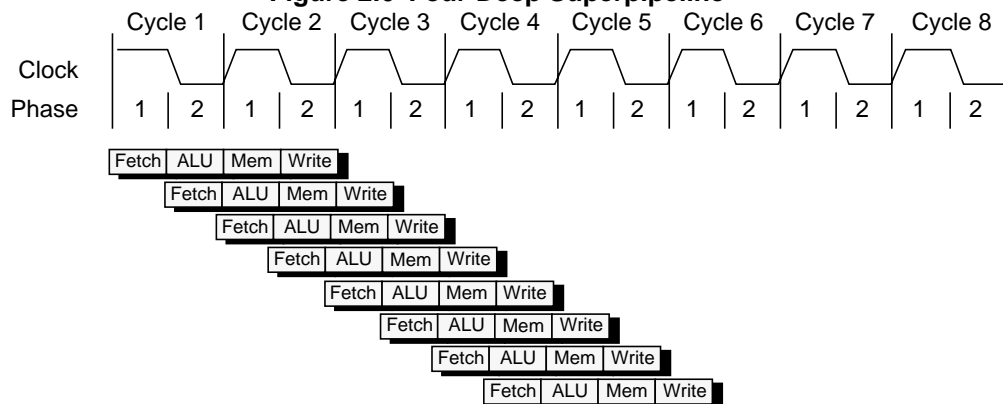 Figure 2.3 Four-Deep Superpipeline
Cycle 1 Cycle 2 Cycle 3 Cycle 4 Cycle 5 Cycle 6 Cycle 7 Cycle 8
Clock
Phase 1 2 1 2 1 2 1 2 1 2 1 2 1 2 1 2
Fetch ALU Mem Write
Fetch ALU Mem Write
Fetch ALU Mem Write
Fetch ALU Mem Write
Fetch ALU Mem Write
Fetch ALU Mem Write
Fetch ALU Mem Write
Fetch ALU Mem Write